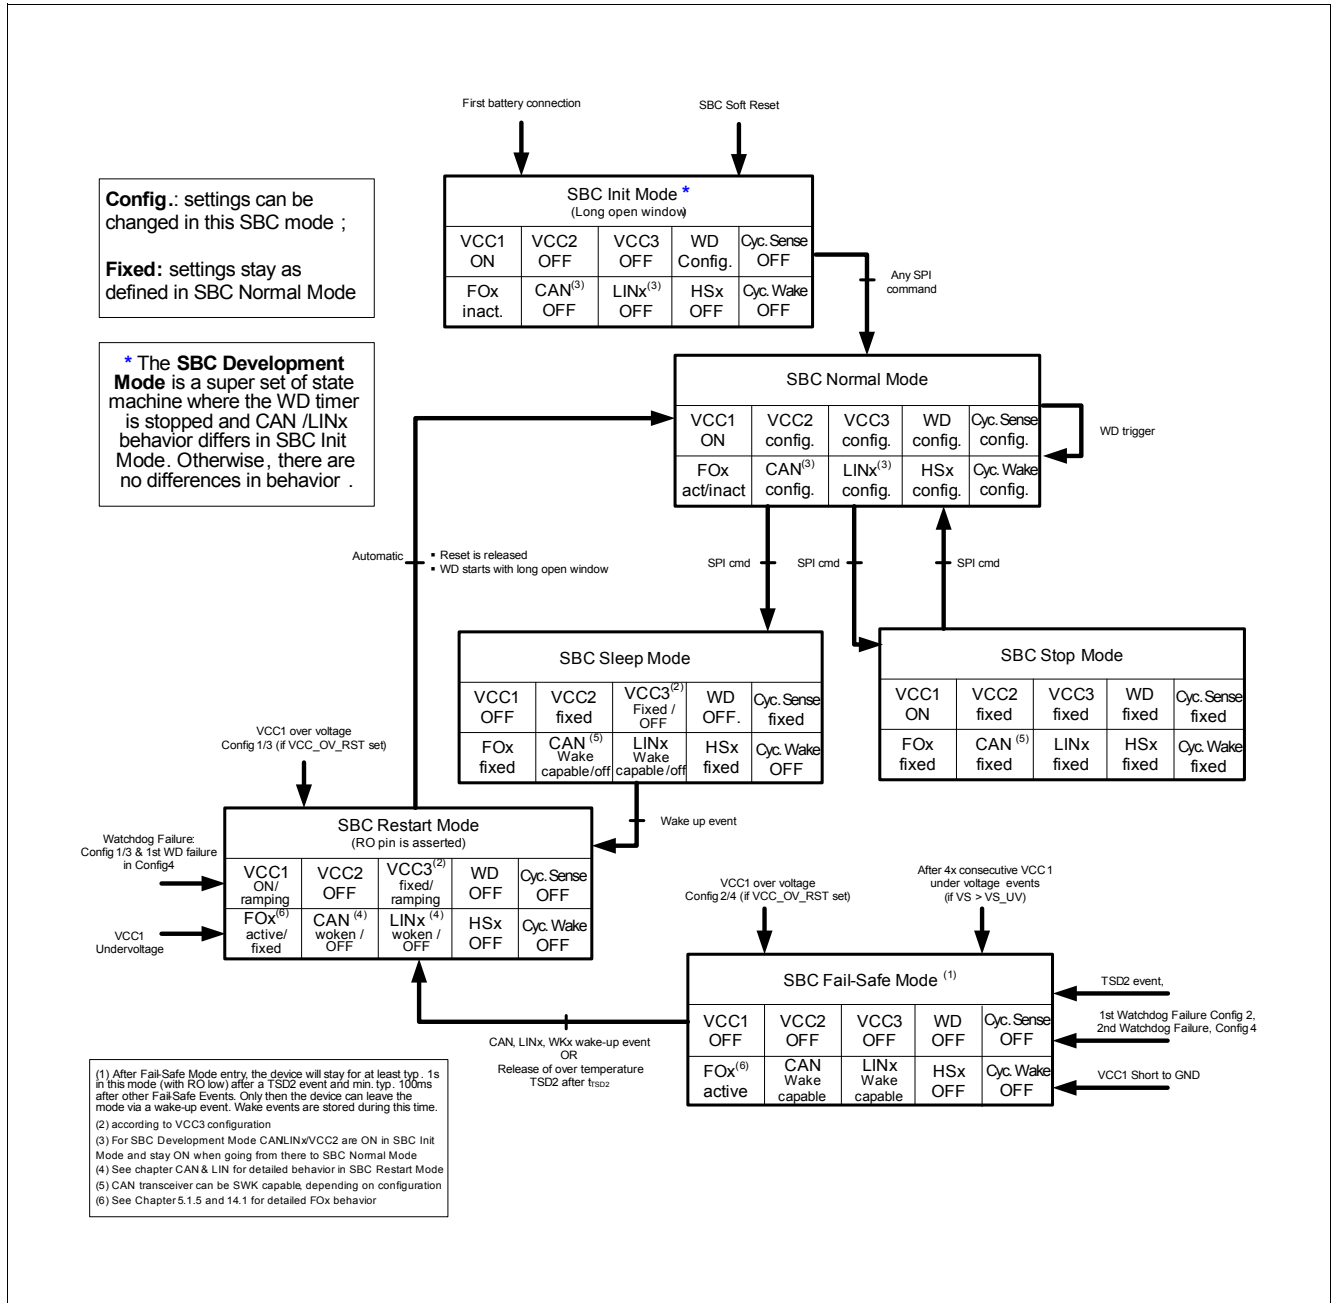 First battery connection
SBC Soft Reset
Config.: settings can be
changed in this SBC mode ;
Fixed: settings stay as
defined in SBC Normal Mode
* The SBC Development
Mode is a super set of state
machine where the WD timer
is stopped and CAN /LINx
behavior differs in SBC Init
Mode. Otherwise, there are
no differences in behavior .
SBC Init Mode *
(Long open window)
VCC1 VCC2 VCC3 WD Cyc. Sense
ON OFF OFF Config. OFF
FOx CAN(3) LINx(3) HSx Cyc. Wake
inact. OFF OFF OFF OFF
Any SPI
command
SBC Normal Mode
VCC1 VCC2 VCC3 WD Cyc. Sense
ON config. config. config. config.
FOx CAN(3) LINx(3) HSx Cyc. Wake
act/inact config. config. config. config.
WD trigger
Automatic
▪ Reset is released
▪ WD starts with long open window
SPI cmd
SPI cmd
SPI cmd
SBC Sleep Mode
VCC1 VCC2 VCC3(2) WD Cyc. Sense
OFF fixed Fixed / OFF OFF. fixed
FOx CAN (5) LINx HSx Cyc. Wake
fixed Wake capable/off Wake capable/off fixed OFF
SBC Stop Mode
VCC1 VCC2 VCC3 WD Cyc. Sense
ON fixed fixed fixed fixed
FOx CAN (5) LINx HSx Cyc. Wake
fixed fixed fixed fixed fixed
VCC1 over voltage
Config 1/3 (if VCC_OV_RST set)
Wake up event
Watchdog Failure:
Config 1/3 & 1st WD failure
in Config4
VCC1
Undervoltage
SBC Restart Mode
(RO pin is asserted)
VCC1 VCC2 VCC3(2) WD Cyc. Sense
ON/ ramping OFF fixed/ ramping OFF OFF
FOx(6) CAN (4) LINx (4) HSx Cyc. Wake
active/ fixed woken / OFF woken / OFF OFF OFF
VCC1 over voltage
Config 2/4 (if VCC_OV_RST set)
After 4x consecutive VCC1
under voltage events
(if VS > VS_UV)
SBC Fail-Safe Mode (1)
VCC1 VCC2 VCC3 WD Cyc. Sense
OFF OFF OFF OFF OFF
FOx(6) CAN LINx HSx Cyc. Wake
active Wake capable Wake capable OFF OFF
TSD2 event,
1st Watchdog Failure Config 2,
2nd Watchdog Failure, Config 4
VCC1 Short to GND
CAN, LINx, WKx wake-up event
OR
Release of over temperature
TSD2 after tTSD2
(1) After Fail-Safe Mode entry, the device will stay for at least typ. 1s
in this mode (with RO low) after a TSD2 event and min. typ. 100ms
after other Fail-Safe Events. Only then the device can leave the
mode via a wake-up event. Wake events are stored during this time.
(2) according to VCC3 configuration
(3) For SBC Development Mode CAN/LINx/VCC2 are ON in SBC Init
Mode and stay ON when going from there to SBC Normal Mode
(4) See chapter CAN & LIN for detailed behavior in SBC Restart Mode
(5) CAN transceiver can be SWK capable, depending on configuration
(6) See Chapter 5.1.5 and 14.1 for detailed FOx behavior